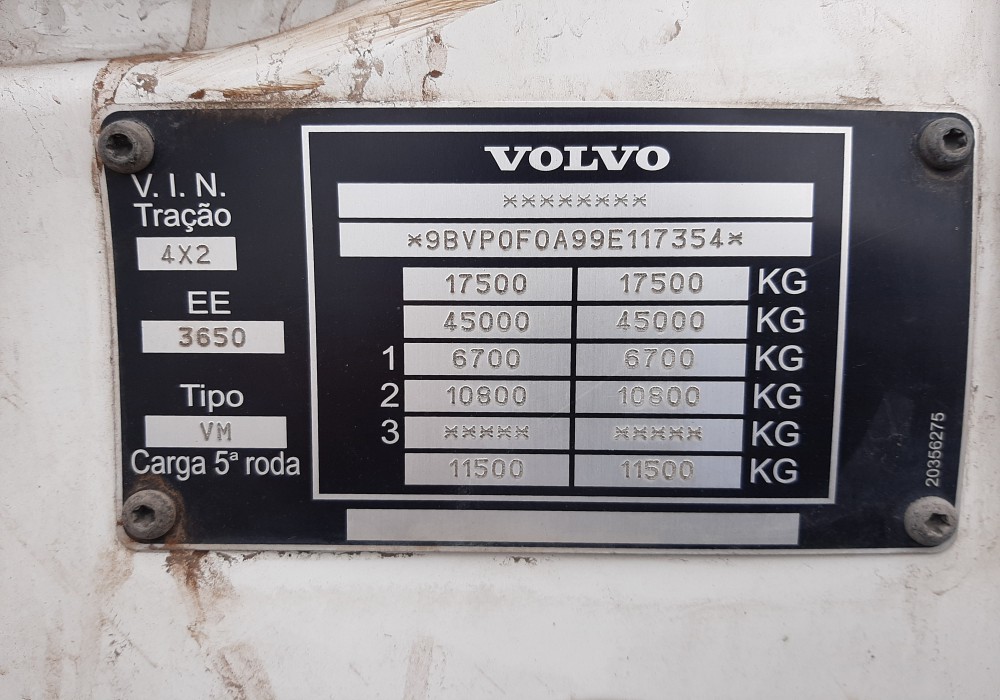 VOLVO
V. I. N.
********
Tração
*9BVP0F0A99E117354*
4X2
17500 17500 KG
EE
45000 45000 KG
3650
1 6700 6700 KG
Tipo
2 10800 10800 KG
VM
3 ***** ***** KG
Carga 5ª roda
11500 11500 KG
20356275